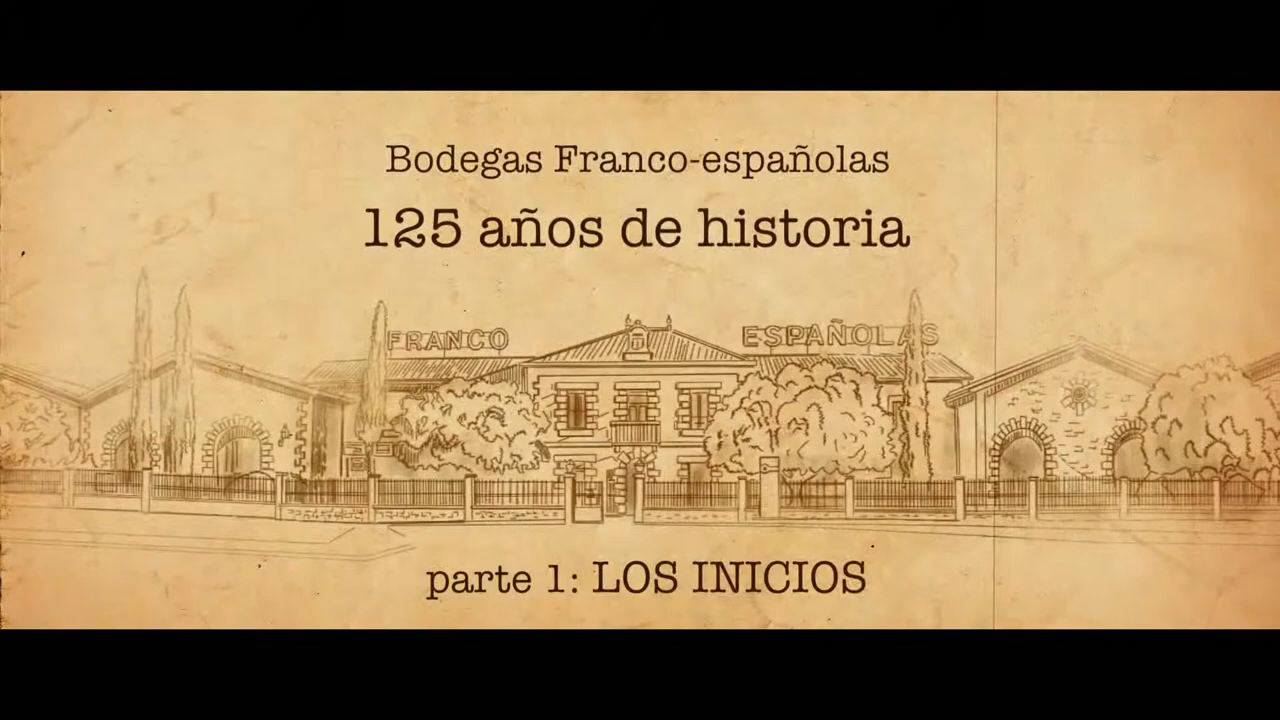 Bodegas Franco-españolas
125 años de historia
FRANCO ESPAÑOLAS
parte 1: LOS INICIOS